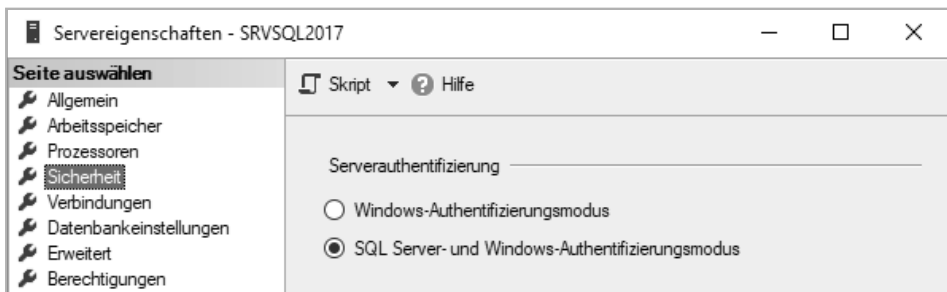 Servereigenschaften - SRVSQL2017
Seite auswählen
Allgemein
Arbeitsspeicher
Prozessoren
Sicherheit
Verbindungen
Datenbankeinstellungen
Erweitert
Berechtigungen
Skript
Hilfe
Serverauthentifizierung
Windows-Authentifizierungsmodus
SQL Server- und Windows-Authentifizierungsmodus